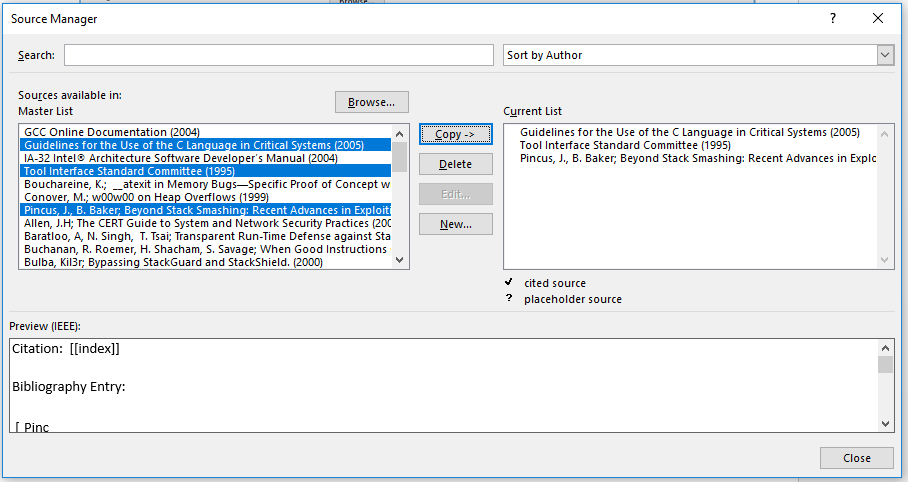 Browse...
Source Manager
?
Search:
Sort by Author
Sources available in:
Master List
Browse...
Current List
GCC Online Documentation (2004)
Guidelines for the Use of the C Language in Critical Systems (2005)
IA-32 Intel® Architecture Software Developer's Manual (2004)
Tool Interface Standard Committee (1995)
Bouchareine, K.; __atexit in Memory Bugs—Specific Proof of Concept w
Conover, M.; w00w00 on Heap Overflows (1999)
Pincus, J., B. Baker; Beyond Stack Smashing: Recent Advances in Exploiti
Allen, J.H; The CERT Guide to System and Network Security Practices (200
Baratloo, A, N. Singh, T. Tsai; Transparent Run-Time Defense against Sta
Buchanan, R. Roemer, H. Shacham, S. Savage; When Good Instructions
Bulba, Kil3r; Bypassing StackGuard and StackShield. (2000)
Copy ->
Delete
Edit...
New...
Guidelines for the Use of the C Language in Critical Systems (2005)
Tool Interface Standard Committee (1995)
Pincus, J., B. Baker; Beyond Stack Smashing: Recent Advances in Explc
✓ cited source
? placeholder source
Preview (IEEE):
Citation: [[index]]
Bibliography Entry:
[ Pinc
Close